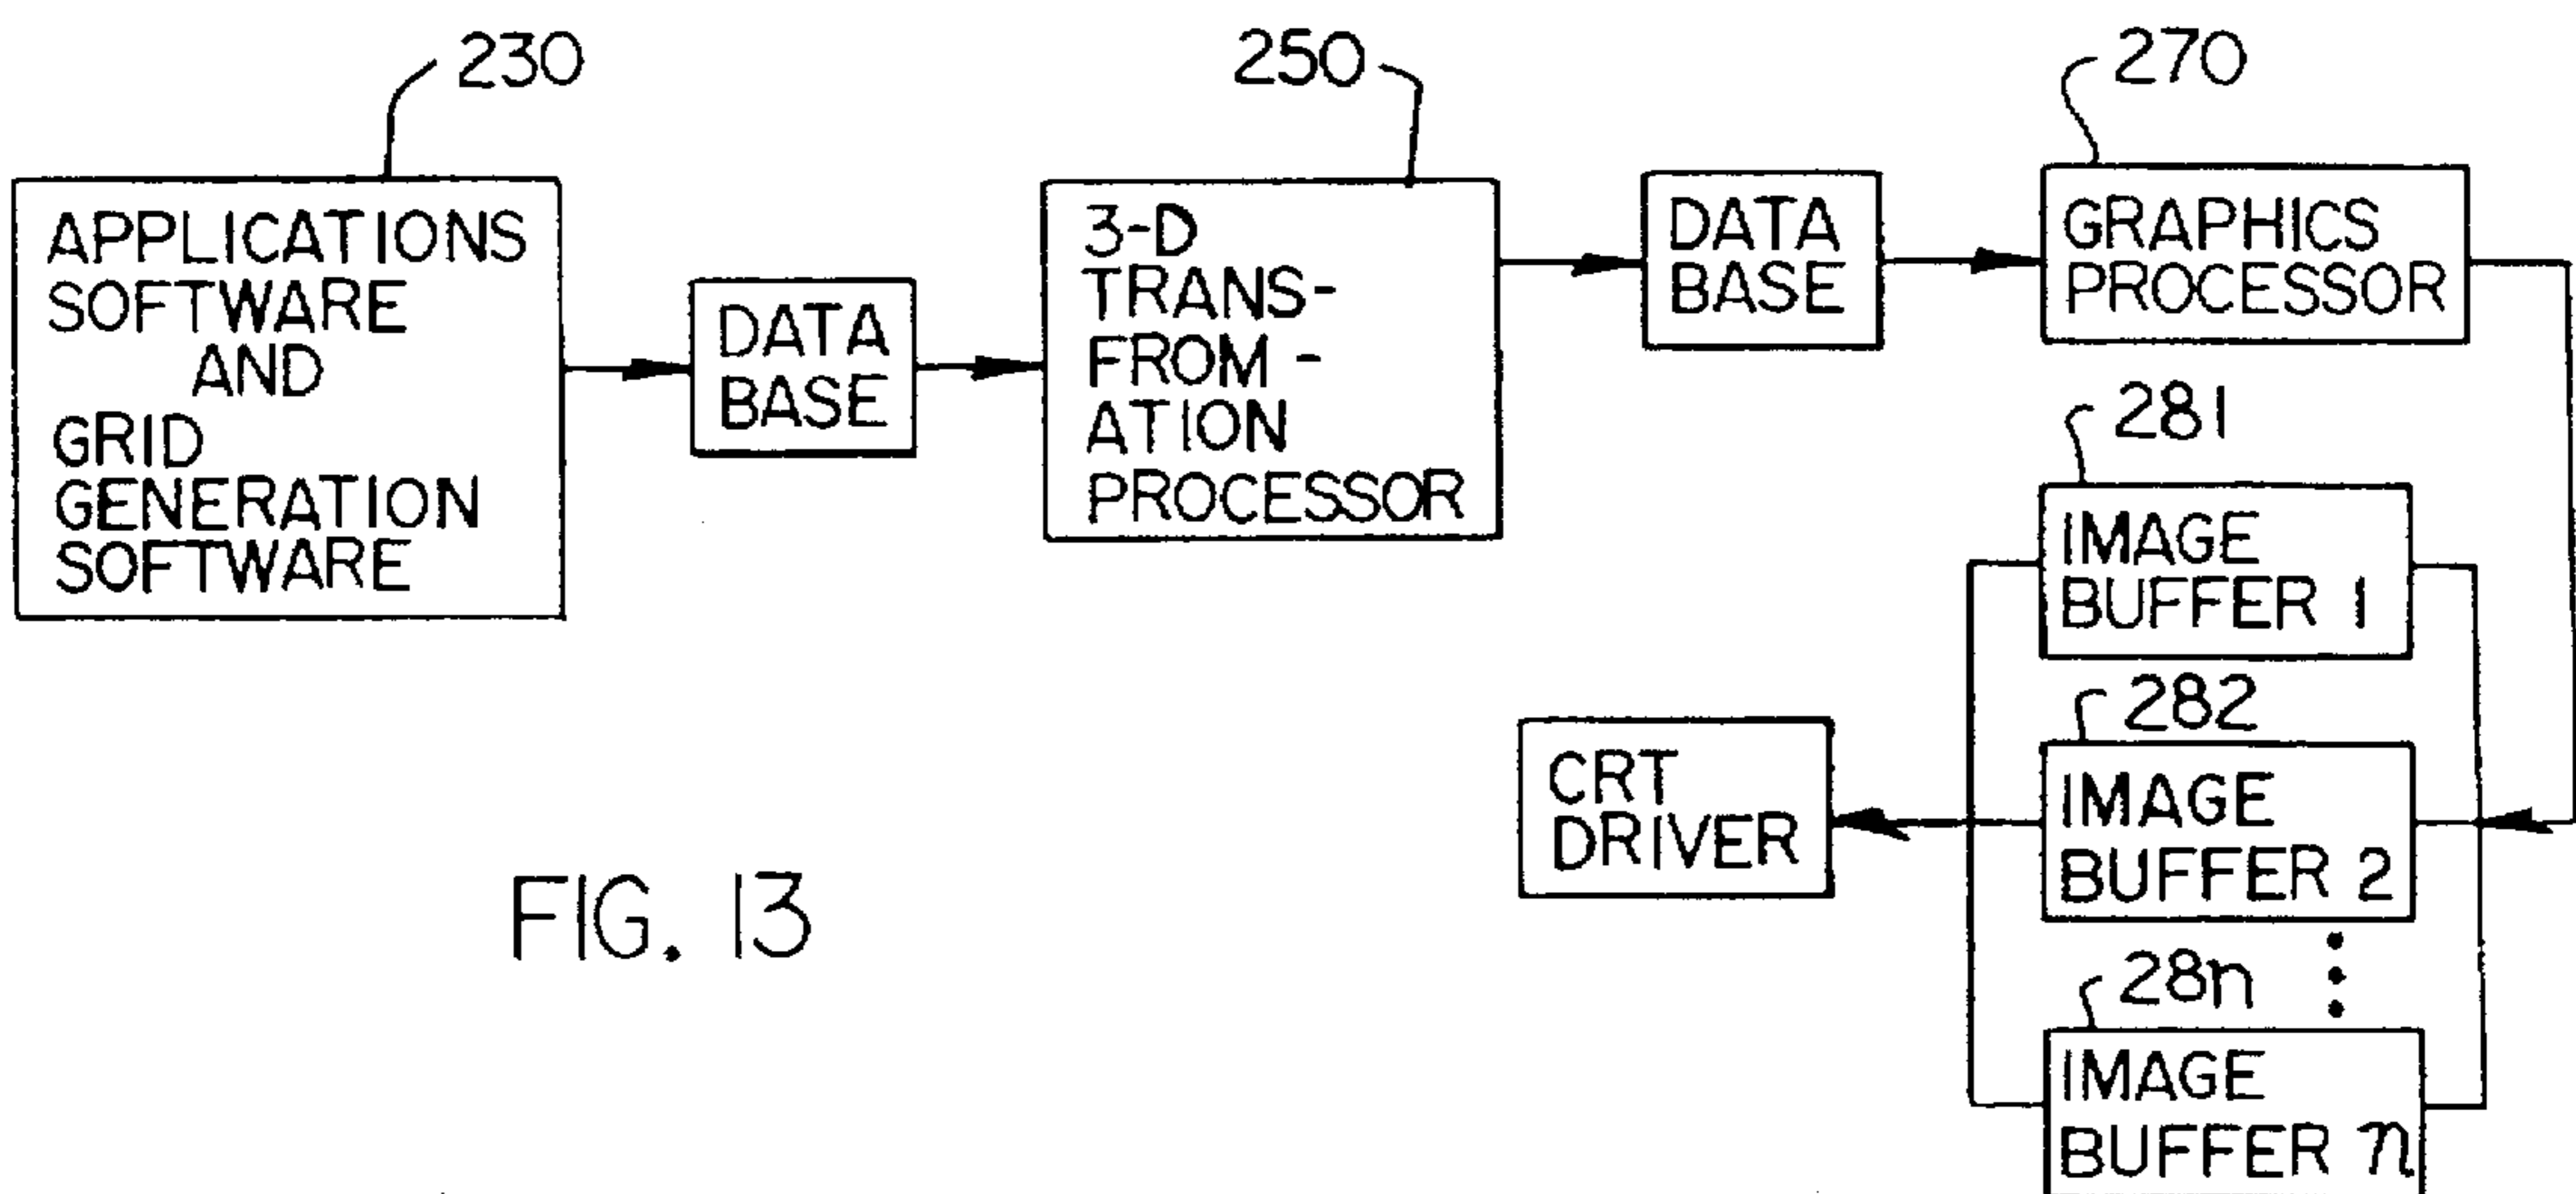 230
250
270
APPLICATIONS
SOFTWARE
AND
GRID
GENERATION
SOFTWARE
DATA
BASE
3-D
TRANS-
FROM-
ATION
PROCESSOR
DATA
BASE
GRAPHICS
PROCESSOR
281
IMAGE
BUFFER 1
282
IMAGE
BUFFER 2
28n
IMAGE
BUFFER n
CRT
DRIVER
FIG. 13